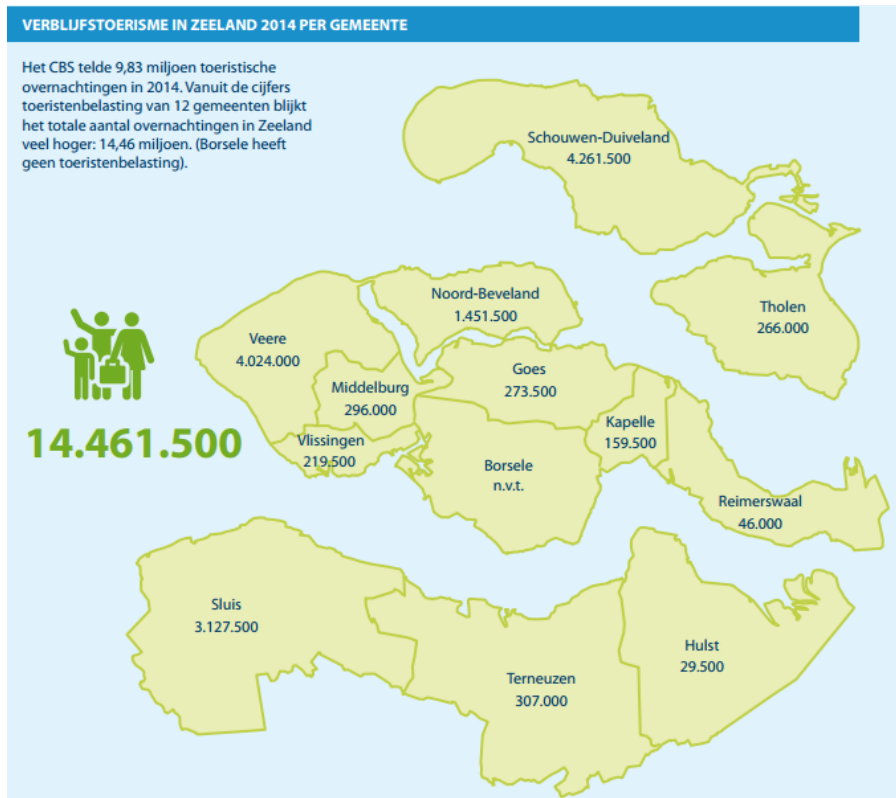 VERBLIJFSTOERISME IN ZEELAND 2014 PER GEMEENTE
Het CBS telde 9,83 miljoen toeristische
overnachtingen in 2014. Vanuit de cijfers
toeristenbelasting van 12 gemeenten blijkt
het totale aantal overnachtingen in Zeeland
veel hoger: 14,46 miljoen. (Borsele heeft
geen toeristenbelasting).
Schouwen-Duiveland
4.261.500
Noord-Beveland
1.451.500
Tholen
266.000
Veere
4.024.000
Goes
273.500
Middelburg
296.000
Kapelle
159.500
14.461.500
Vlissingen
219.500
Borsele
n.v.t.
Reimerswaal
46.000
Sluis
3.127.500
Hulst
29.500
Terneuzen
307.000